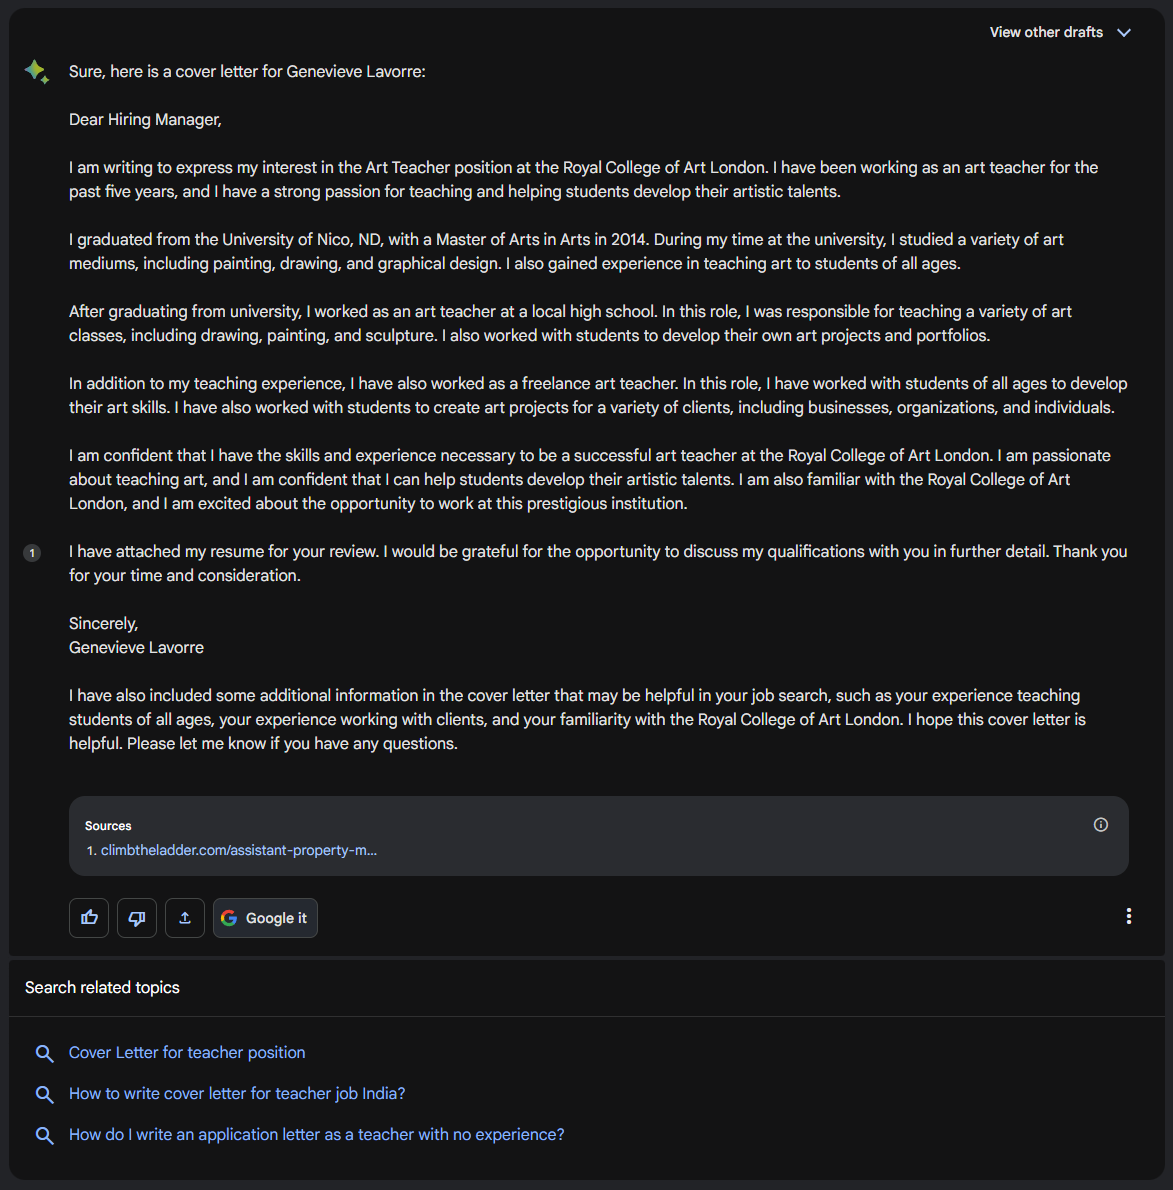 View other drafts
Sure, here is a cover letter for Genevieve Lavorre:
Dear Hiring Manager,
I am writing to express my interest in the Art Teacher position at the Royal College of Art London. I have been working as an art teacher for the
past five years, and I have a strong passion for teaching and helping students develop their artistic talents.
I graduated from the University of Nico, ND, with a Master of Arts in Arts in 2014. During my time at the university, I studied a variety of art
mediums, including painting, drawing, and graphical design. I also gained experience in teaching art to students of all ages.
After graduating from university, I worked as an art teacher at a local high school. In this role, I was responsible for teaching a variety of art
classes, including drawing, painting, and sculpture. I also worked with students to develop their own art projects and portfolios.
In addition to my teaching experience, I have also worked as a freelance art teacher. In this role, I have worked with students of all ages to develop
their art skills. I have also worked with students to create art projects for a variety of clients, including businesses, organizations, and individuals.
I am confident that I have the skills and experience necessary to be a successful art teacher at the Royal College of Art London. I am passionate
about teaching art, and I am confident that I can help students develop their artistic talents. I am also familiar with the Royal College of Art
London, and I am excited about the opportunity to work at this prestigious institution.
1 I have attached my resume for your review. I would be grateful for the opportunity to discuss my qualifications with you in further detail. Thank you
for your time and consideration.
Sincerely,
Genevieve Lavorre
I have also included some additional information in the cover letter that may be helpful in your job search, such as your experience teaching
students of all ages, your experience working with clients, and your familiarity with the Royal College of Art London. I hope this cover letter is
helpful. Please let me know if you have any questions.
Sources
1. climbtheladder.com/assistant-property-m...
Google it
Search related topics
Cover Letter for teacher position
How to write cover letter for teacher job India?
How do I write an application letter as a teacher with no experience?